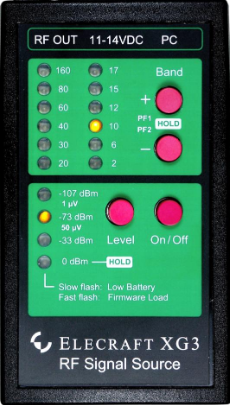 RF OUT 11-14VDC PC
160 17 Band
80 15 +
60 12 PF1 HOLD
40 10 PF2
30 6 −
20 2
-107 dBm
1 µV
-73 dBm
50 µV
-33 dBm Level On/Off
0 dBm HOLD
Slow flash: Low Battery
Fast flash: Firmware Load
ELECRAFT XG3
RF Signal Source